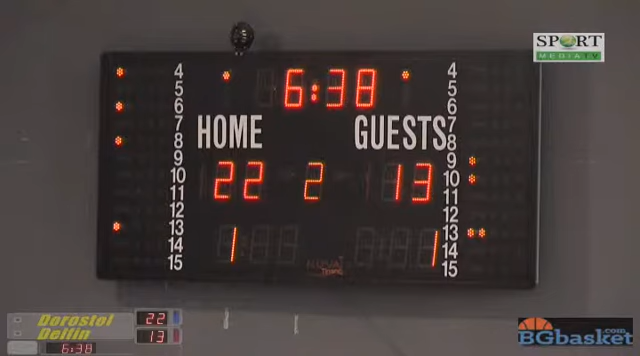 SPORT
MEDIA TV
6:38
HOME GUESTS
22 2 13
1 1
4 4
5 5
6 6
7 7
8 8
9 9
10 10
11 11
12 12
13 13
14 14
15 15
Dorostol 22
Delfin 13
6:38
BGbasket.com